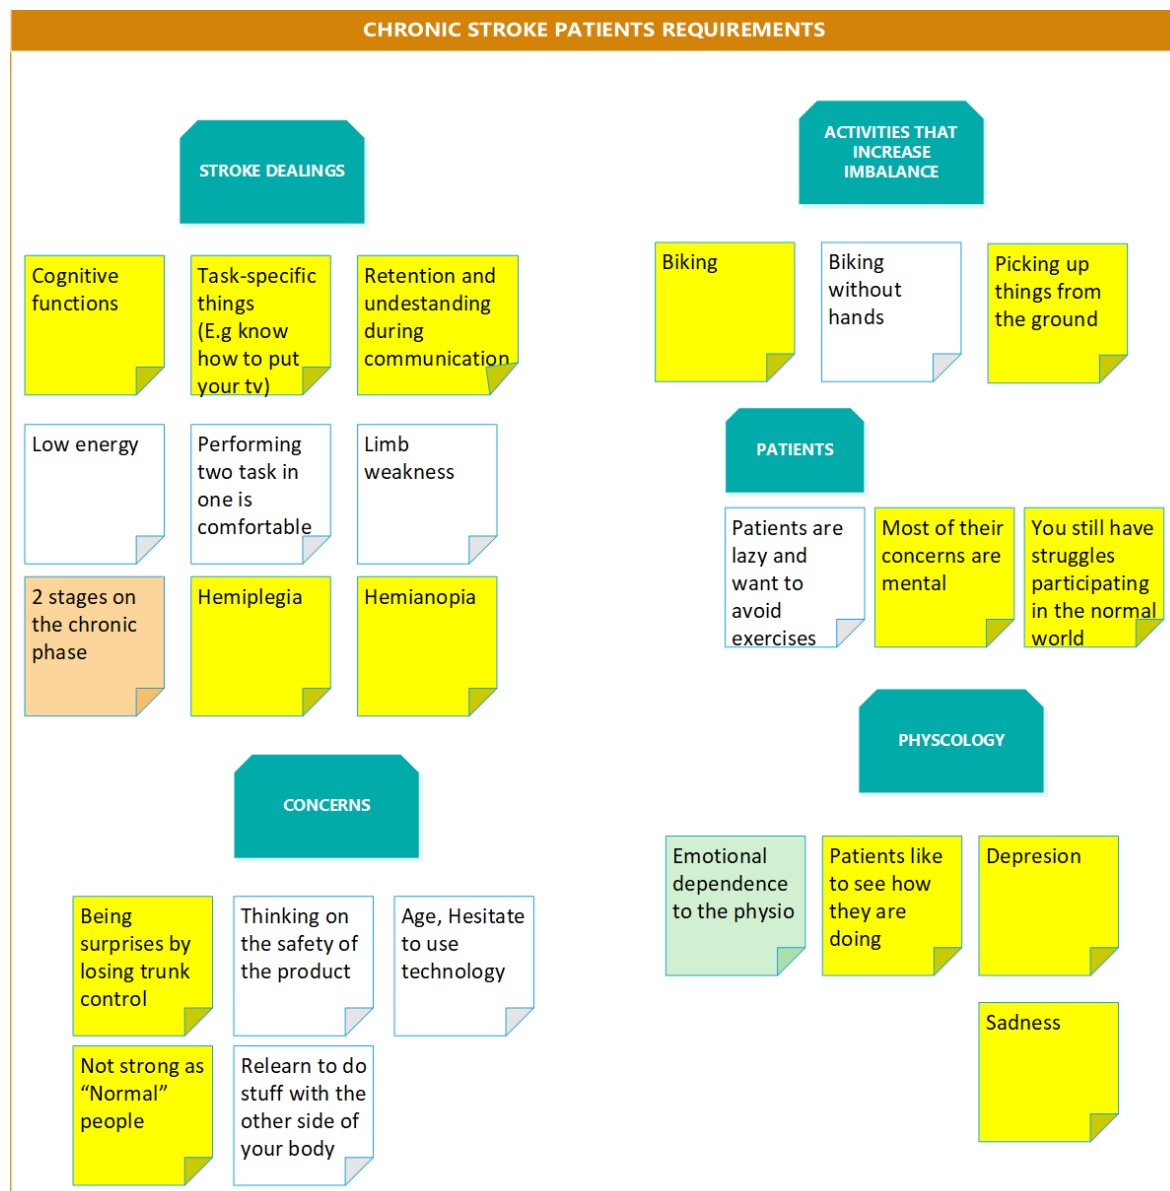 CHRONIC STROKE PATIENTS REQUIREMENTS
STROKE DEALINGS
Cognitive
functions
Task-specific
things
(E.g know
how to put
your tv)
Retention and
undestanding
during
communication
Low energy
Performing
two task in
one is
comfortable
Limb
weakness
2 stages on
the chronic
phase
Hemiplegia
Hemianopia
CONCERNS
Being
surprises by
losing trunk
control
Thinking on
the safety of
the product
Age, Hesitate
to use
technology
Not strong as
“Normal”
people
Relearn to do
stuff with the
other side of
your body
ACTIVITIES THAT
INCREASE
IMBALANCE
Biking
Biking
without
hands
Picking up
things from
the ground
PATIENTS
Patients are
lazy and
want to
avoid
exercises
Most of their
concerns are
mental
You still have
struggles
participating
in the normal
world
PHYSCOLOGY
Emotional
dependence
to the physio
Patients like
to see how
they are
doing
Depresion
Sadness